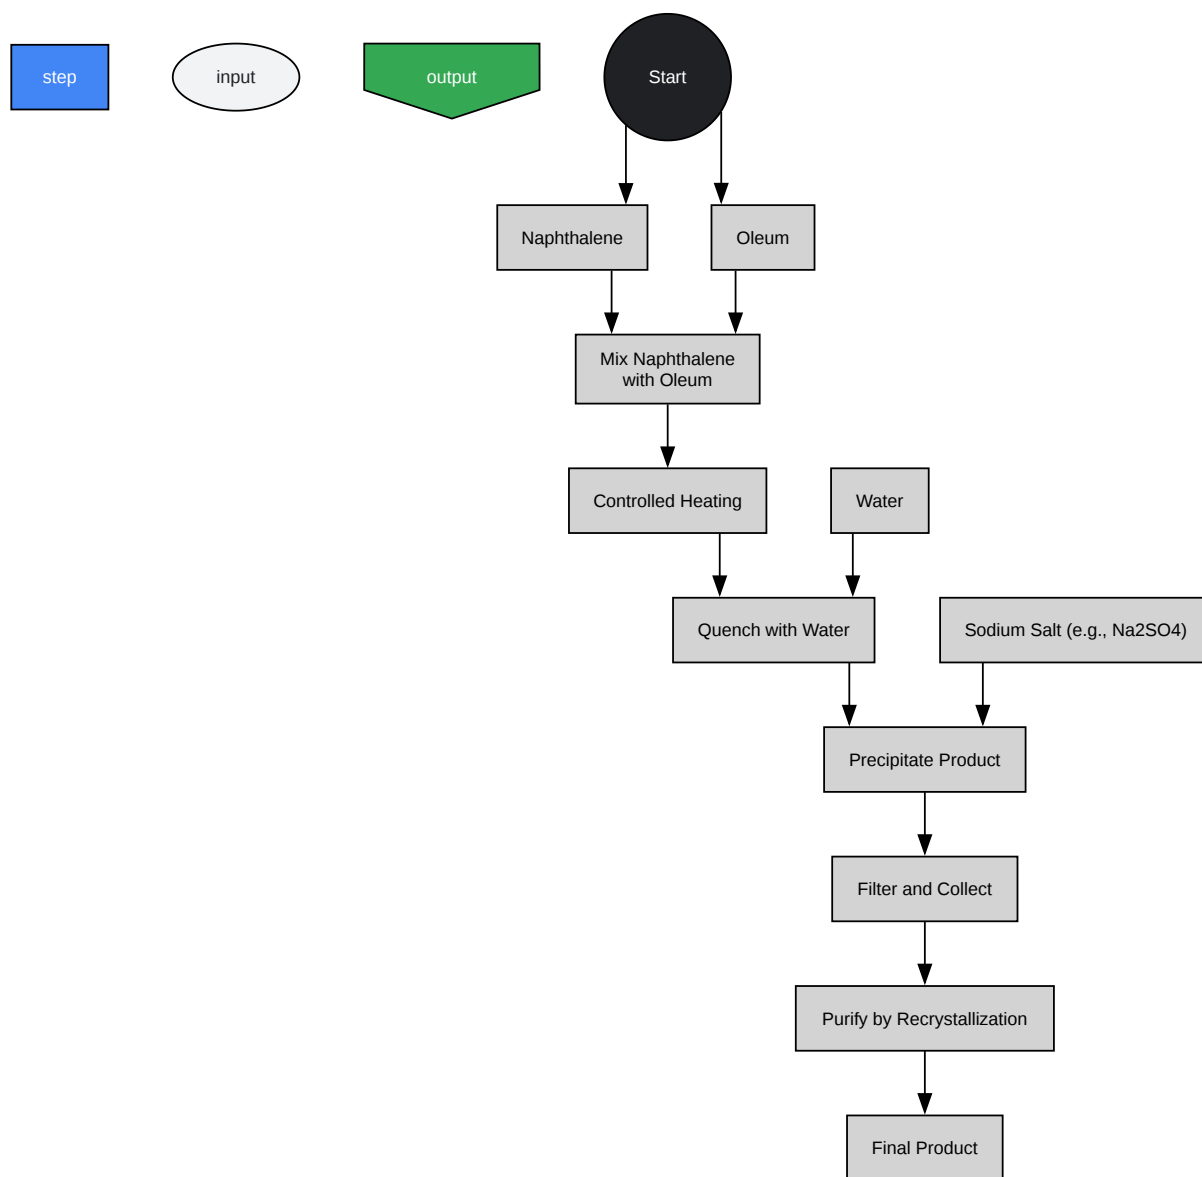 step
input
output
Start
Naphthalene
Oleum
Mix Naphthalene
with Oleum
Controlled Heating
Water
Quench with Water
Sodium Salt (e.g., Na2SO4)
Precipitate Product
Filter and Collect
Purify by Recrystallization
Final Product